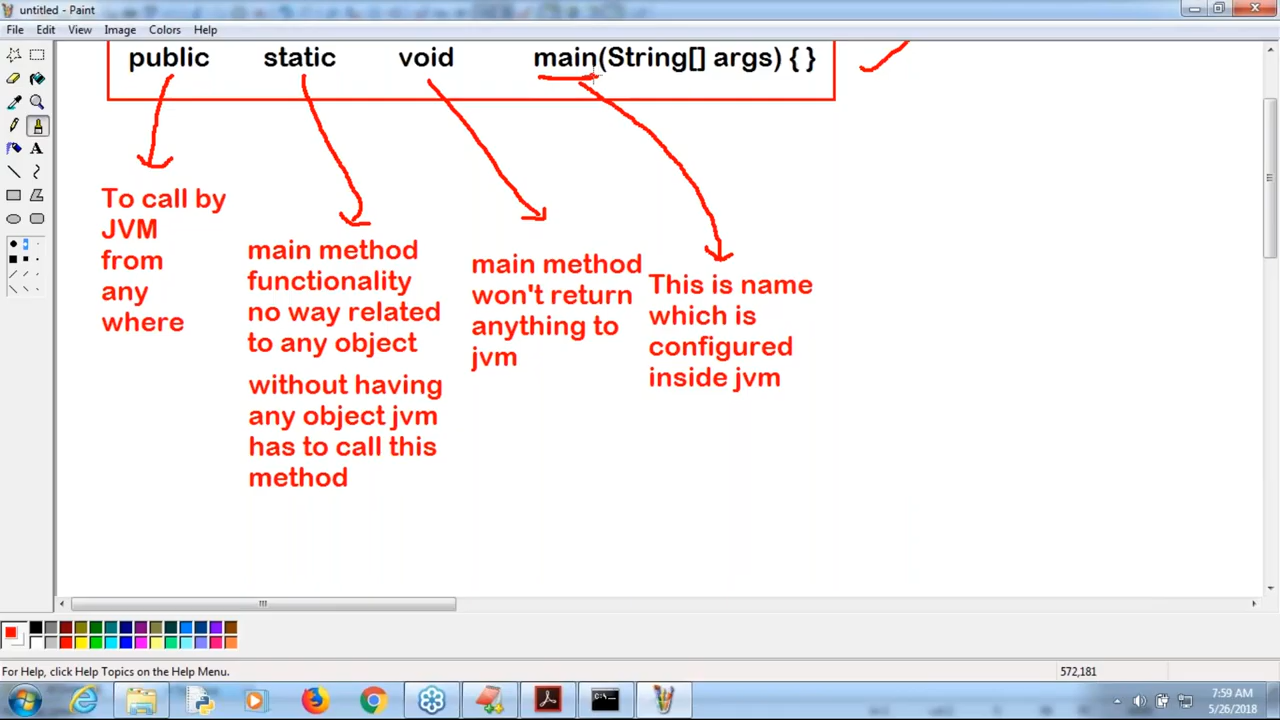 untitled - Paint
File Edit View Image Colors Help
public static void main(String[] args) { }
To call by
JVM
from
any
where
main method
functionality
no way related
to any object
without having
any object jvm
has to call this
method
main method
won't return
anything to
jvm
This is name
which is
configured
inside jvm
For Help, click Help Topics on the Help Menu.
572,181
7:59 AM
5/26/2018